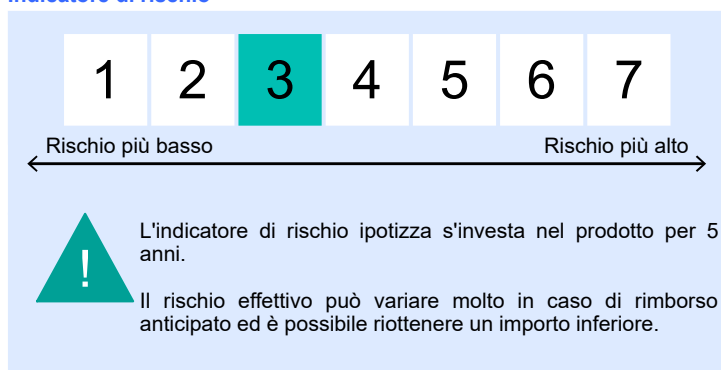 Indicatore di rischio
1 2 3 4 5 6 7
Rischio più basso Rischio più alto
!
L'indicatore di rischio ipotizza s'investa nel prodotto per 5
anni.
Il rischio effettivo può variare molto in caso di rimborso
anticipato ed è possibile riottenere un importo inferiore.